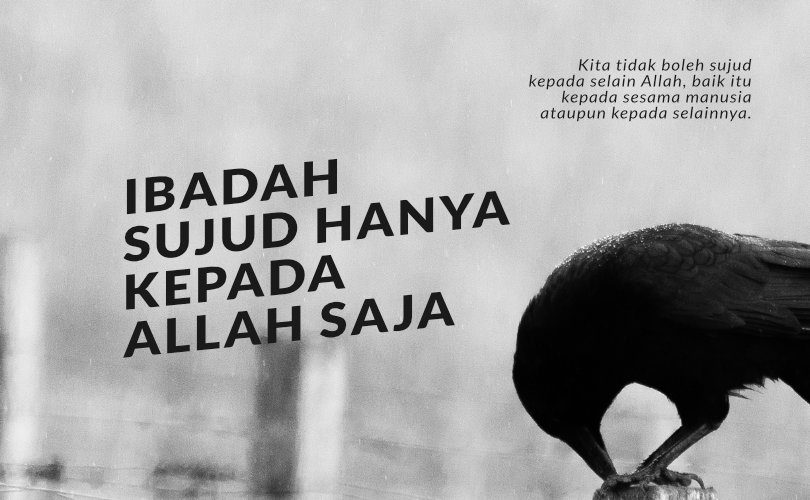 Kita tidak boleh sujud
kepada selain Allah, baik itu
kepada sesama manusia
ataupun kepada selainnya.
IBADAH
SUJUD HANYA
KEPADA
ALLAH SAJA